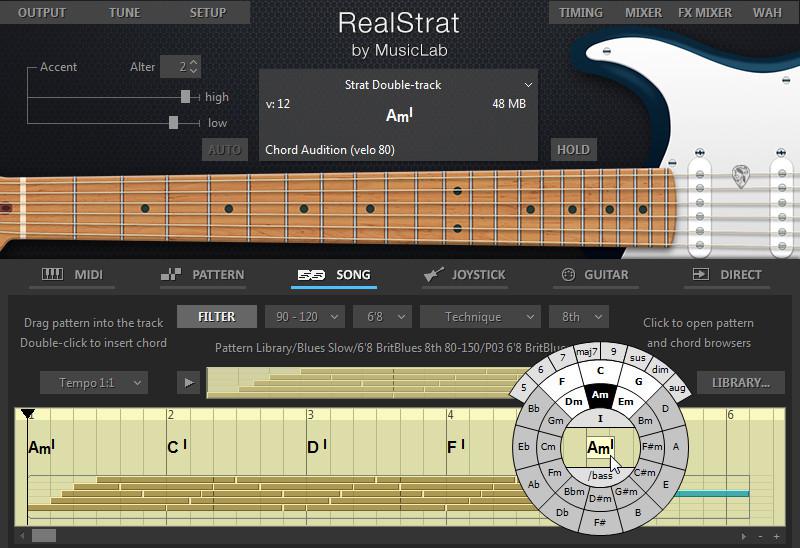 OUTPUT TUNE SETUP
RealStrat
by MusicLab
TIMING MIXER FX MIXER WAH
Accent Alter 2
high
low
AUTO
Strat Double-track
v: 12 48 MB
AmI
Chord Audition (velo 80)
HOLD
MIDI PATTERN SONG JOYSTICK GUITAR DIRECT
Drag pattern into the track
Double-click to insert chord
FILTER 90 - 120 6'8 Technique 8th
Click to open pattern
and chord browsers
Pattern Library/Blues Slow/6'8 BritBlues 8th 80-150/P03 6'8 BritBlue
Tempo 1:1
LIBRARY...
5 6 7 maj7 9 sus dim aug
F C G
Dm Am Em
Bb Gm I Bm D
Eb Cm AmI F#m A
Ab Fm /bass C#m E
Db Bbm D#m G#m B
F#
1 2 3 4 6
AmI C I D I F I
- +